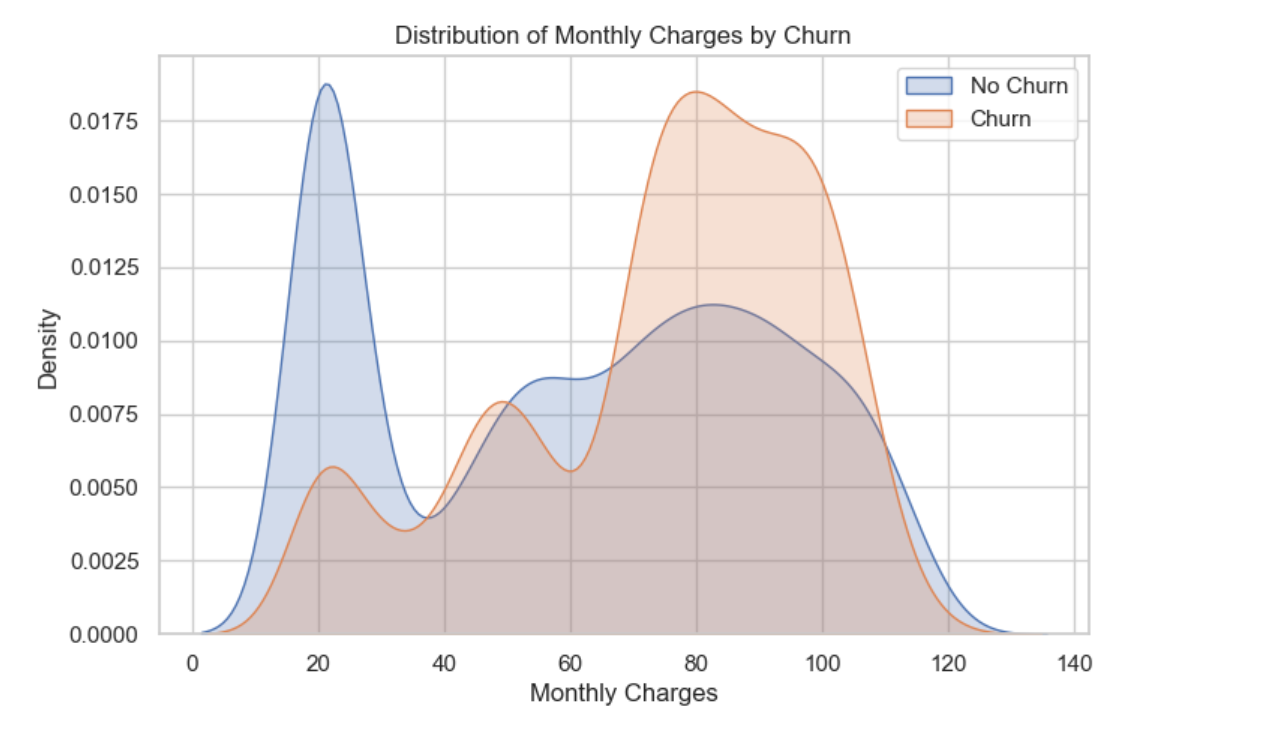 Distribution of Monthly Charges by Churn
No Churn
Churn
0.0175
0.0150
0.0125
0.0100
0.0075
0.0050
0.0025
0.0000
Density
0 20 40 60 80 100 120 140
Monthly Charges